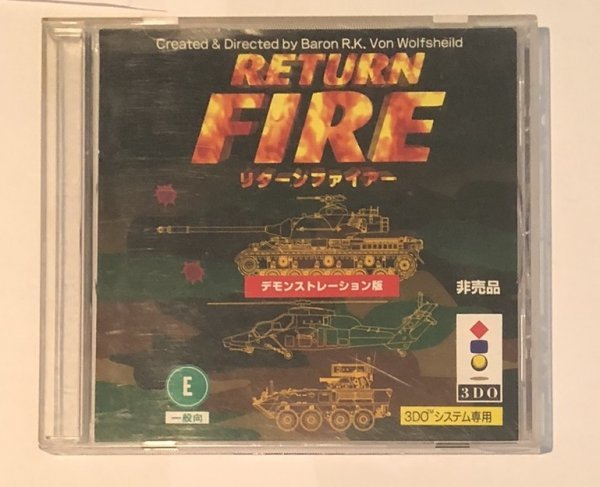 Created & Directed by Baron R.K. Von Wolfsheild
RETURN
FIRE
リターンファイアー
デモンストレーション版
非売品
E
一般向
3DO
3DO™システム専用